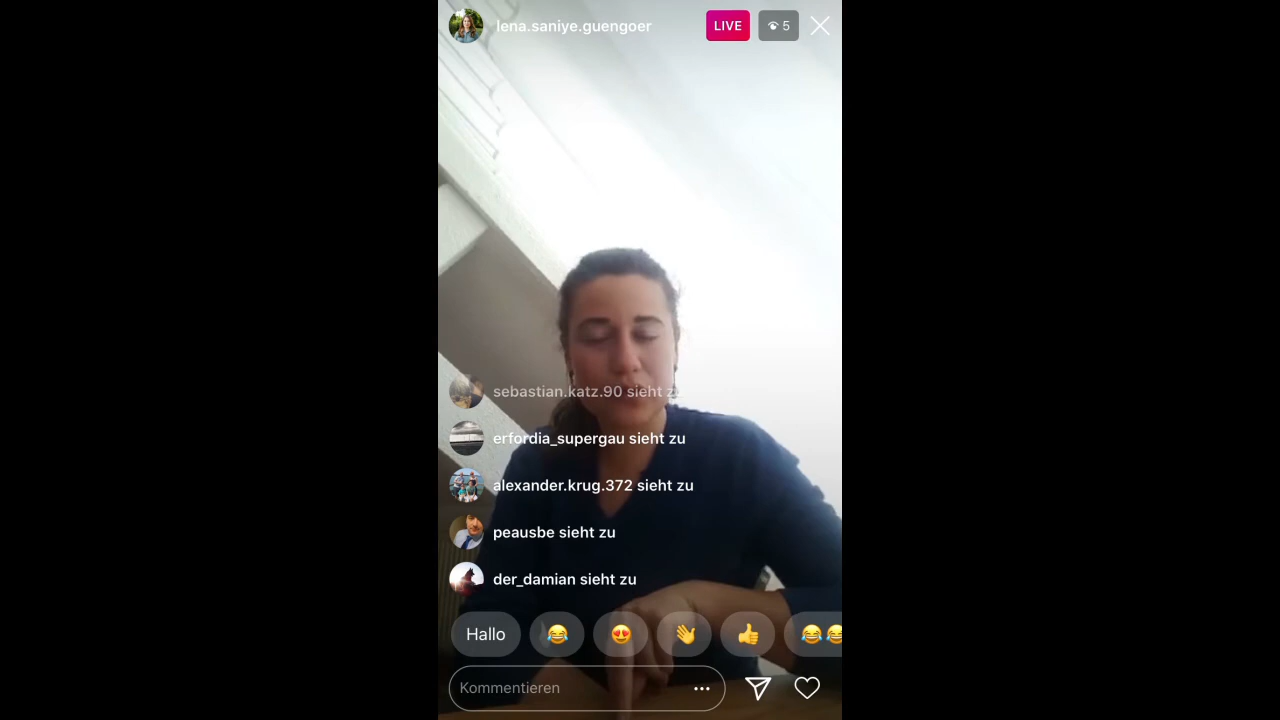 lena.saniye.guengoer
LIVE
5
sebastian.katz.90 sieht zu
erfordia_supergau sieht zu
alexander.krug.372 sieht zu
peausbe sieht zu
der_damian sieht zu
Hallo
Kommentieren